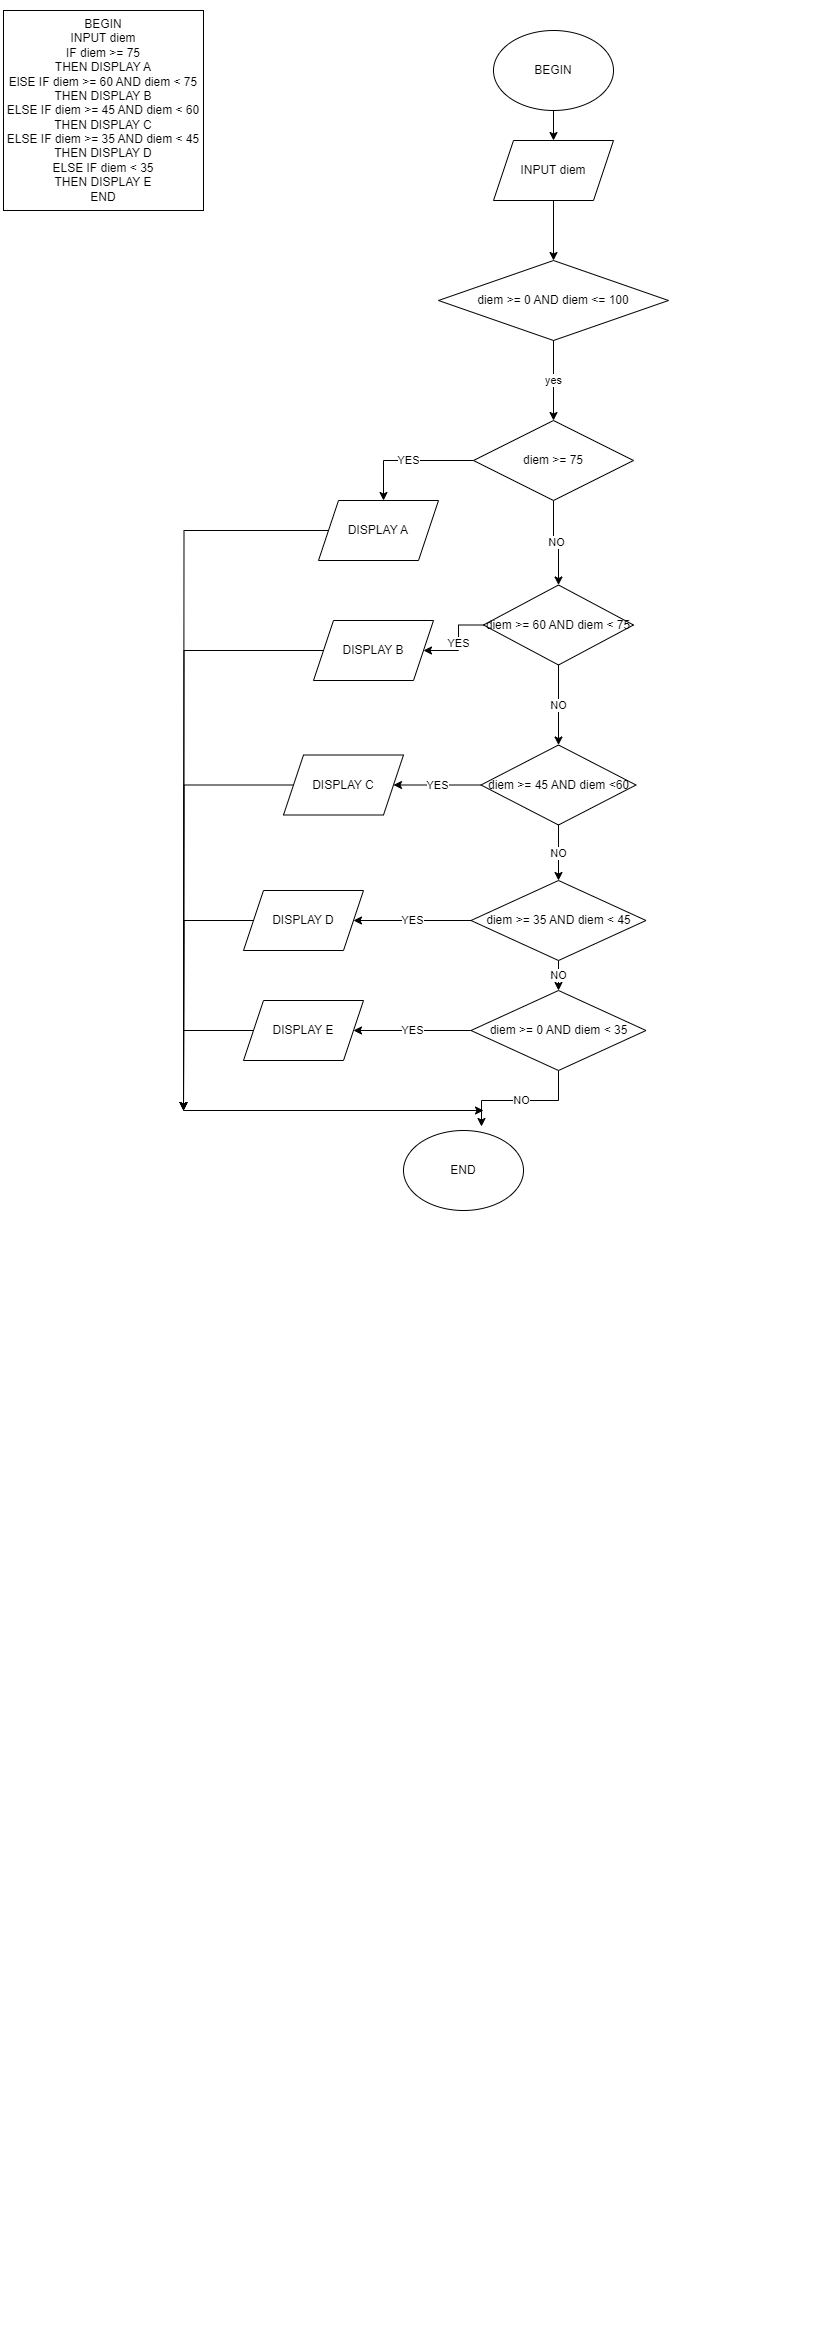 BEGIN
INPUT diem
IF diem >= 75
THEN DISPLAY A
ElSE IF diem >= 60 AND diem < 75
THEN DISPLAY B
ELSE IF diem >= 45 AND diem < 60
THEN DISPLAY C
ELSE IF diem >= 35 AND diem < 45
THEN DISPLAY D
ELSE IF diem < 35
THEN DISPLAY E
END
BEGIN
INPUT diem
diem >= 0 AND diem <= 100
yes
diem >= 75
YES
DISPLAY A
NO
diem >= 60 AND diem < 75
YES
DISPLAY B
NO
diem >= 45 AND diem <60
YES
DISPLAY C
NO
diem >= 35 AND diem < 45
YES
DISPLAY D
NO
diem >= 0 AND diem < 35
YES
DISPLAY E
NO
END